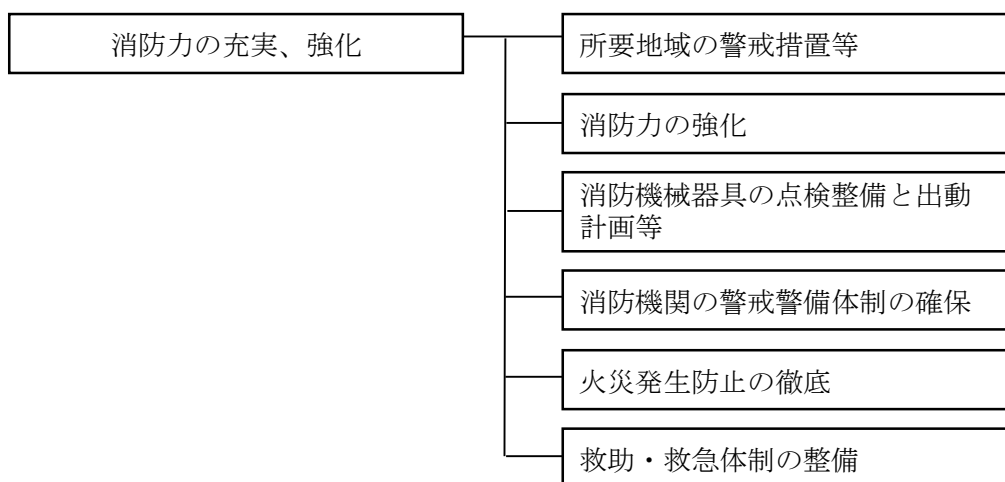 消防力の充実、強化
所要地域の警戒措置等
消防力の強化
消防機械器具の点検整備と出動
計画等
消防機関の警戒警備体制の確保
火災発生防止の徹底
救助・救急体制の整備